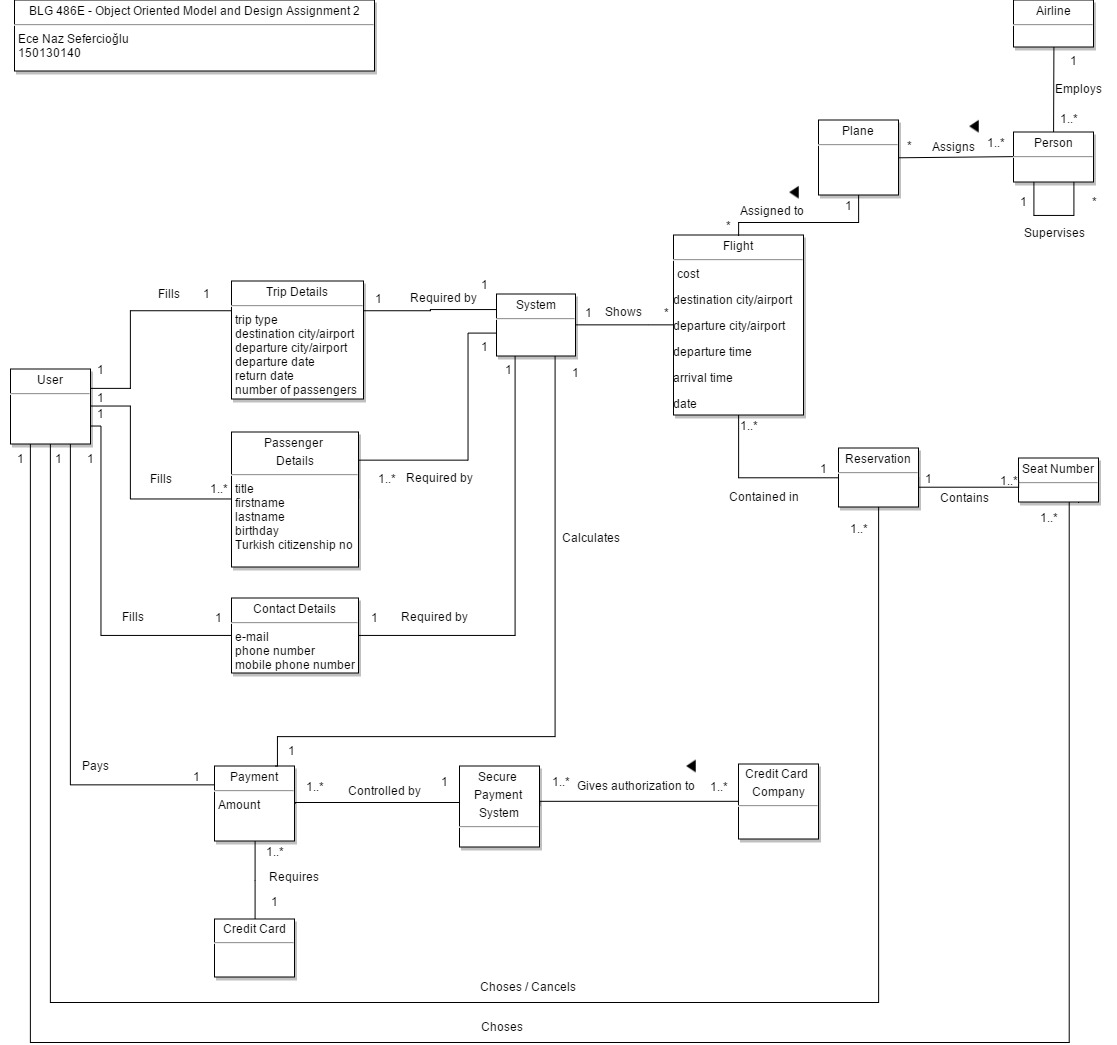 BLG 486E - Object Oriented Model and Design Assignment 2
Ece Naz Sefercioğlu
150130140
Airline
1
Employs
1..*
Person
1
*
Supervises
1..*
Assigns
*
Plane
1
Assigned to
*
Flight
cost
destination city/airport
departure city/airport
departure time
arrival time
date
1..*
Contained in
1
Reservation
1
Contains
1..*
Seat Number
1..*
1..*
System
1
Shows
*
1
1
1
1
Calculates
Trip Details
trip type
destination city/airport
departure city/airport
departure date
return date
number of passengers
1
Required by
Fills
1
User
1
1
1
1
1
1
Fills
1..*
Passenger
Details
title
firstname
lastname
birthday
Turkish citizenship no
1..*
Required by
Fills
1
Contact Details
e-mail
phone number
mobile phone number
1
Required by
Pays
1
1
Payment
Amount
1..*
Controlled by
1
Secure
Payment
System
1..*
Gives authorization to
1..*
Credit Card
Company
1..*
Requires
1
Credit Card
Choses / Cancels
Choses